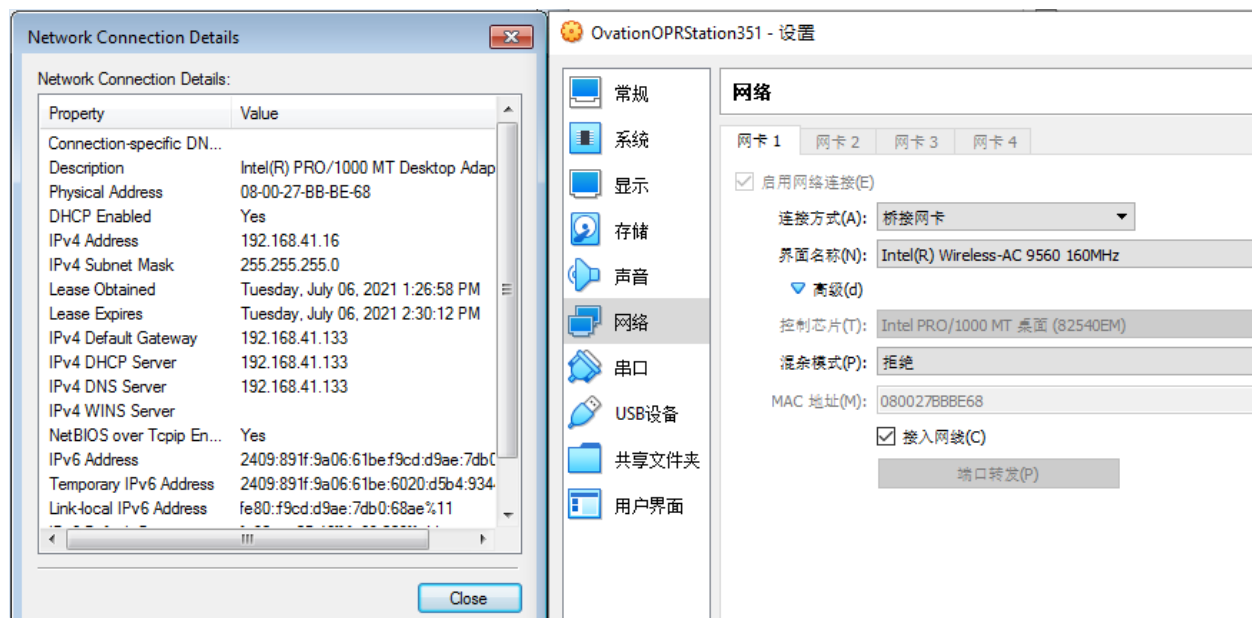 Network Connection Details
Network Connection Details:
Property Value
Connection-specific DN...
Description Intel(R) PRO/1000 MT Desktop Adap
Physical Address 08-00-27-BB-BE-68
DHCP Enabled Yes
IPv4 Address 192.168.41.16
IPv4 Subnet Mask 255.255.255.0
Lease Obtained Tuesday, July 06, 2021 1:26:58 PM
Lease Expires Tuesday, July 06, 2021 2:30:12 PM
IPv4 Default Gateway 192.168.41.133
IPv4 DHCP Server 192.168.41.133
IPv4 DNS Server 192.168.41.133
IPv4 WINS Server
NetBIOS over Tcpip En... Yes
IPv6 Address 2409:891f:9a06:61be:f9cd:d9ae:7db0
Temporary IPv6 Address 2409:891f:9a06:61be:6020:d5b4:934
Link-local IPv6 Address fe80::f9cd:d9ae:7db0:68ae%11
Close
OvationOPRStation351 - 设置
常规
系统
显示
存储
声音
网络
串口
USB设备
共享文件夹
用户界面
网络
网卡 1 网卡 2 网卡 3 网卡 4
启用网络连接(E)
连接方式(A): 桥接网卡
界面名称(N): Intel(R) Wireless-AC 9560 160MHz
高级(d)
控制芯片(T): Intel PRO/1000 MT 桌面 (82540EM)
混杂模式(P): 拒绝
MAC 地址(M): 080027BBBE68
接入网线(C)
端口转发(P)